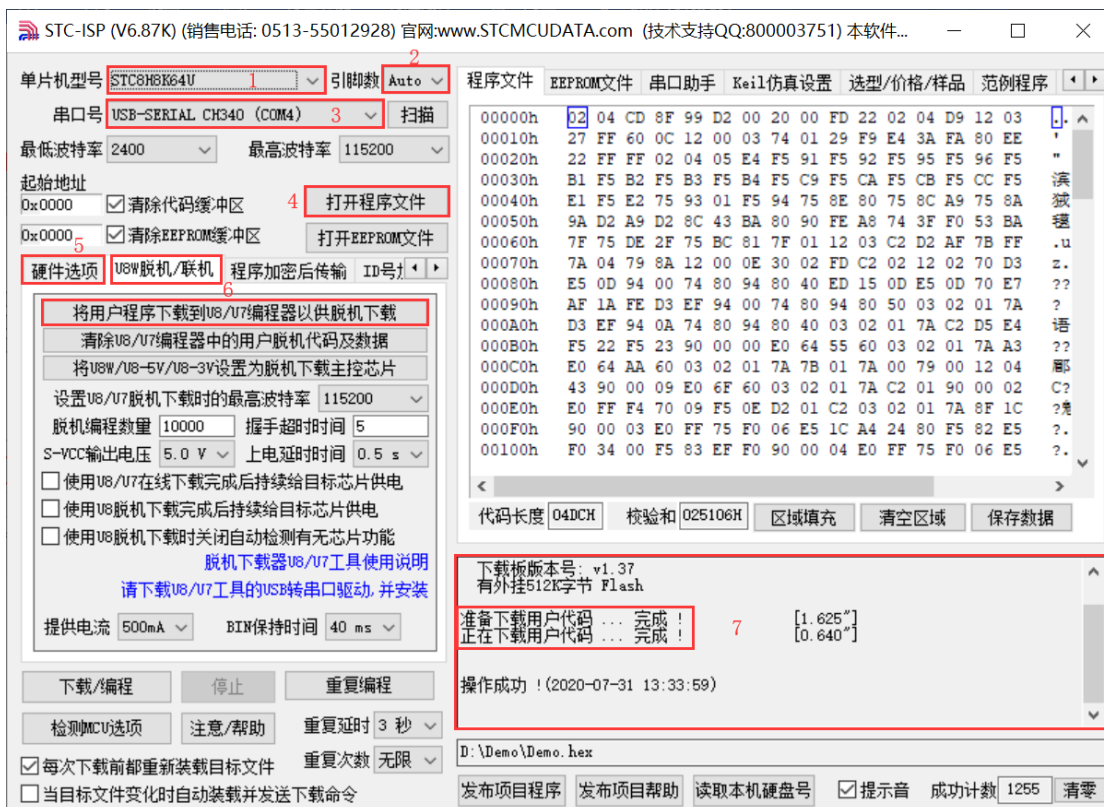 STC-ISP (V6.87K) (销售电话: 0513-55012928) 官网:www.STCMCUDATA.com (技术支持QQ:800003751) 本软件...
单片机型号 STC8H8K64U 1 引脚数 Auto 2
串口号 USB-SERIAL CH340 (COM4) 3 扫描
最低波特率 2400 最高波特率 115200
起始地址
0x0000 清除代码缓冲区 4 打开程序文件
0x0000 清除EEPROM缓冲区 打开EEPROM文件
5
硬件选项 U8W脱机/联机 程序加密后传输 ID号
6
将用户程序下载到U8/U7编程器以供脱机下载
清除U8/U7编程器中的用户脱机代码及数据
将U8W/U8-5V/U8-3V设置为脱机下载主控芯片
设置U8/U7脱机下载时的最高波特率 115200
脱机编程数量 10000 握手超时时间 5
S-VCC输出电压 5.0 V 上电延时时间 0.5 s
使用U8/U7在线下载完成后持续给目标芯片供电
使用U8脱机下载完成后持续给目标芯片供电
使用U8脱机下载时关闭自动检测有无芯片功能
脱机下载器U8/U7工具使用说明
请下载U8/U7工具的USB转串口驱动,并安装
提供电流 500mA BIN保持时间 40 ms
下载/编程 停止 重复编程
检测MCU选项 注意/帮助 重复延时 3 秒
重复次数 无限
每次下载前都重新装载目标文件
当目标文件变化时自动装载并发送下载命令
程序文件 EEPROM文件 串口助手 Keil仿真设置 选型/价格/样品 范例程序
00000h 02 04 CD 8F 99 D2 00 20 00 FD 22 02 04 D9 12 03 ..
00010h 27 FF 60 0C 12 00 03 74 01 29 F9 E4 3A FA 80 EE '
00020h 22 FF FF 02 04 05 E4 F5 91 F5 92 F5 95 F5 96 F5 "
00030h B1 F5 B2 F5 B3 F5 B4 F5 C9 F5 CA F5 CB F5 CC F5 滨
00040h E1 F5 E2 75 93 01 F5 94 75 8E 80 75 8C A9 75 8A
00050h 9A D2 A9 D2 8C 43 BA 80 90 FE A8 74 3F F0 53 BA
00060h 7F 75 DE 2F 75 BC 81 7F 01 12 03 C2 D2 AF 7B FF .u
00070h 7A 04 79 8A 12 00 0E 30 02 FD C2 02 12 02 70 D3 z.
00080h E5 0D 94 00 74 80 94 80 40 ED 15 0D E5 0D 70 E7 ??
00090h AF 1A FE D3 EF 94 00 74 80 94 80 50 03 02 01 7A ?
000A0h D3 EF 94 0A 74 80 94 80 40 03 02 01 7A C2 D5 E4 语
000B0h F5 22 F5 23 90 00 00 E0 64 55 60 03 02 01 7A A3 ??
000C0h E0 64 AA 60 03 02 01 7A 7B 01 7A 00 79 00 12 04 郿
000D0h 43 90 00 09 E0 6F 60 03 02 01 7A C2 01 90 00 02 C?
000E0h E0 FF F4 70 09 F5 0E D2 01 C2 03 02 01 7A 8F 1C
000F0h 90 00 03 E0 FF 75 F0 06 E5 1C A4 24 80 F5 82 E5 ?.
00100h F0 34 00 F5 83 EF F0 90 00 04 E0 FF 75 F0 06 E5 ?.
代码长度 04DCH 校验和 025106H 区域填充 清空区域 保存数据
下载板版本号: v1.37
有外挂512K字节 Flash
准备下载用户代码 ... 完成 ! [1.625"]
正在下载用户代码 ... 完成 ! 7 [0.640"]
操作成功 !(2020-07-31 13:33:59)
D:\Demo\Demo.hex
发布项目程序 发布项目帮助 读取本机硬盘号 提示音 成功计数 1255 清零